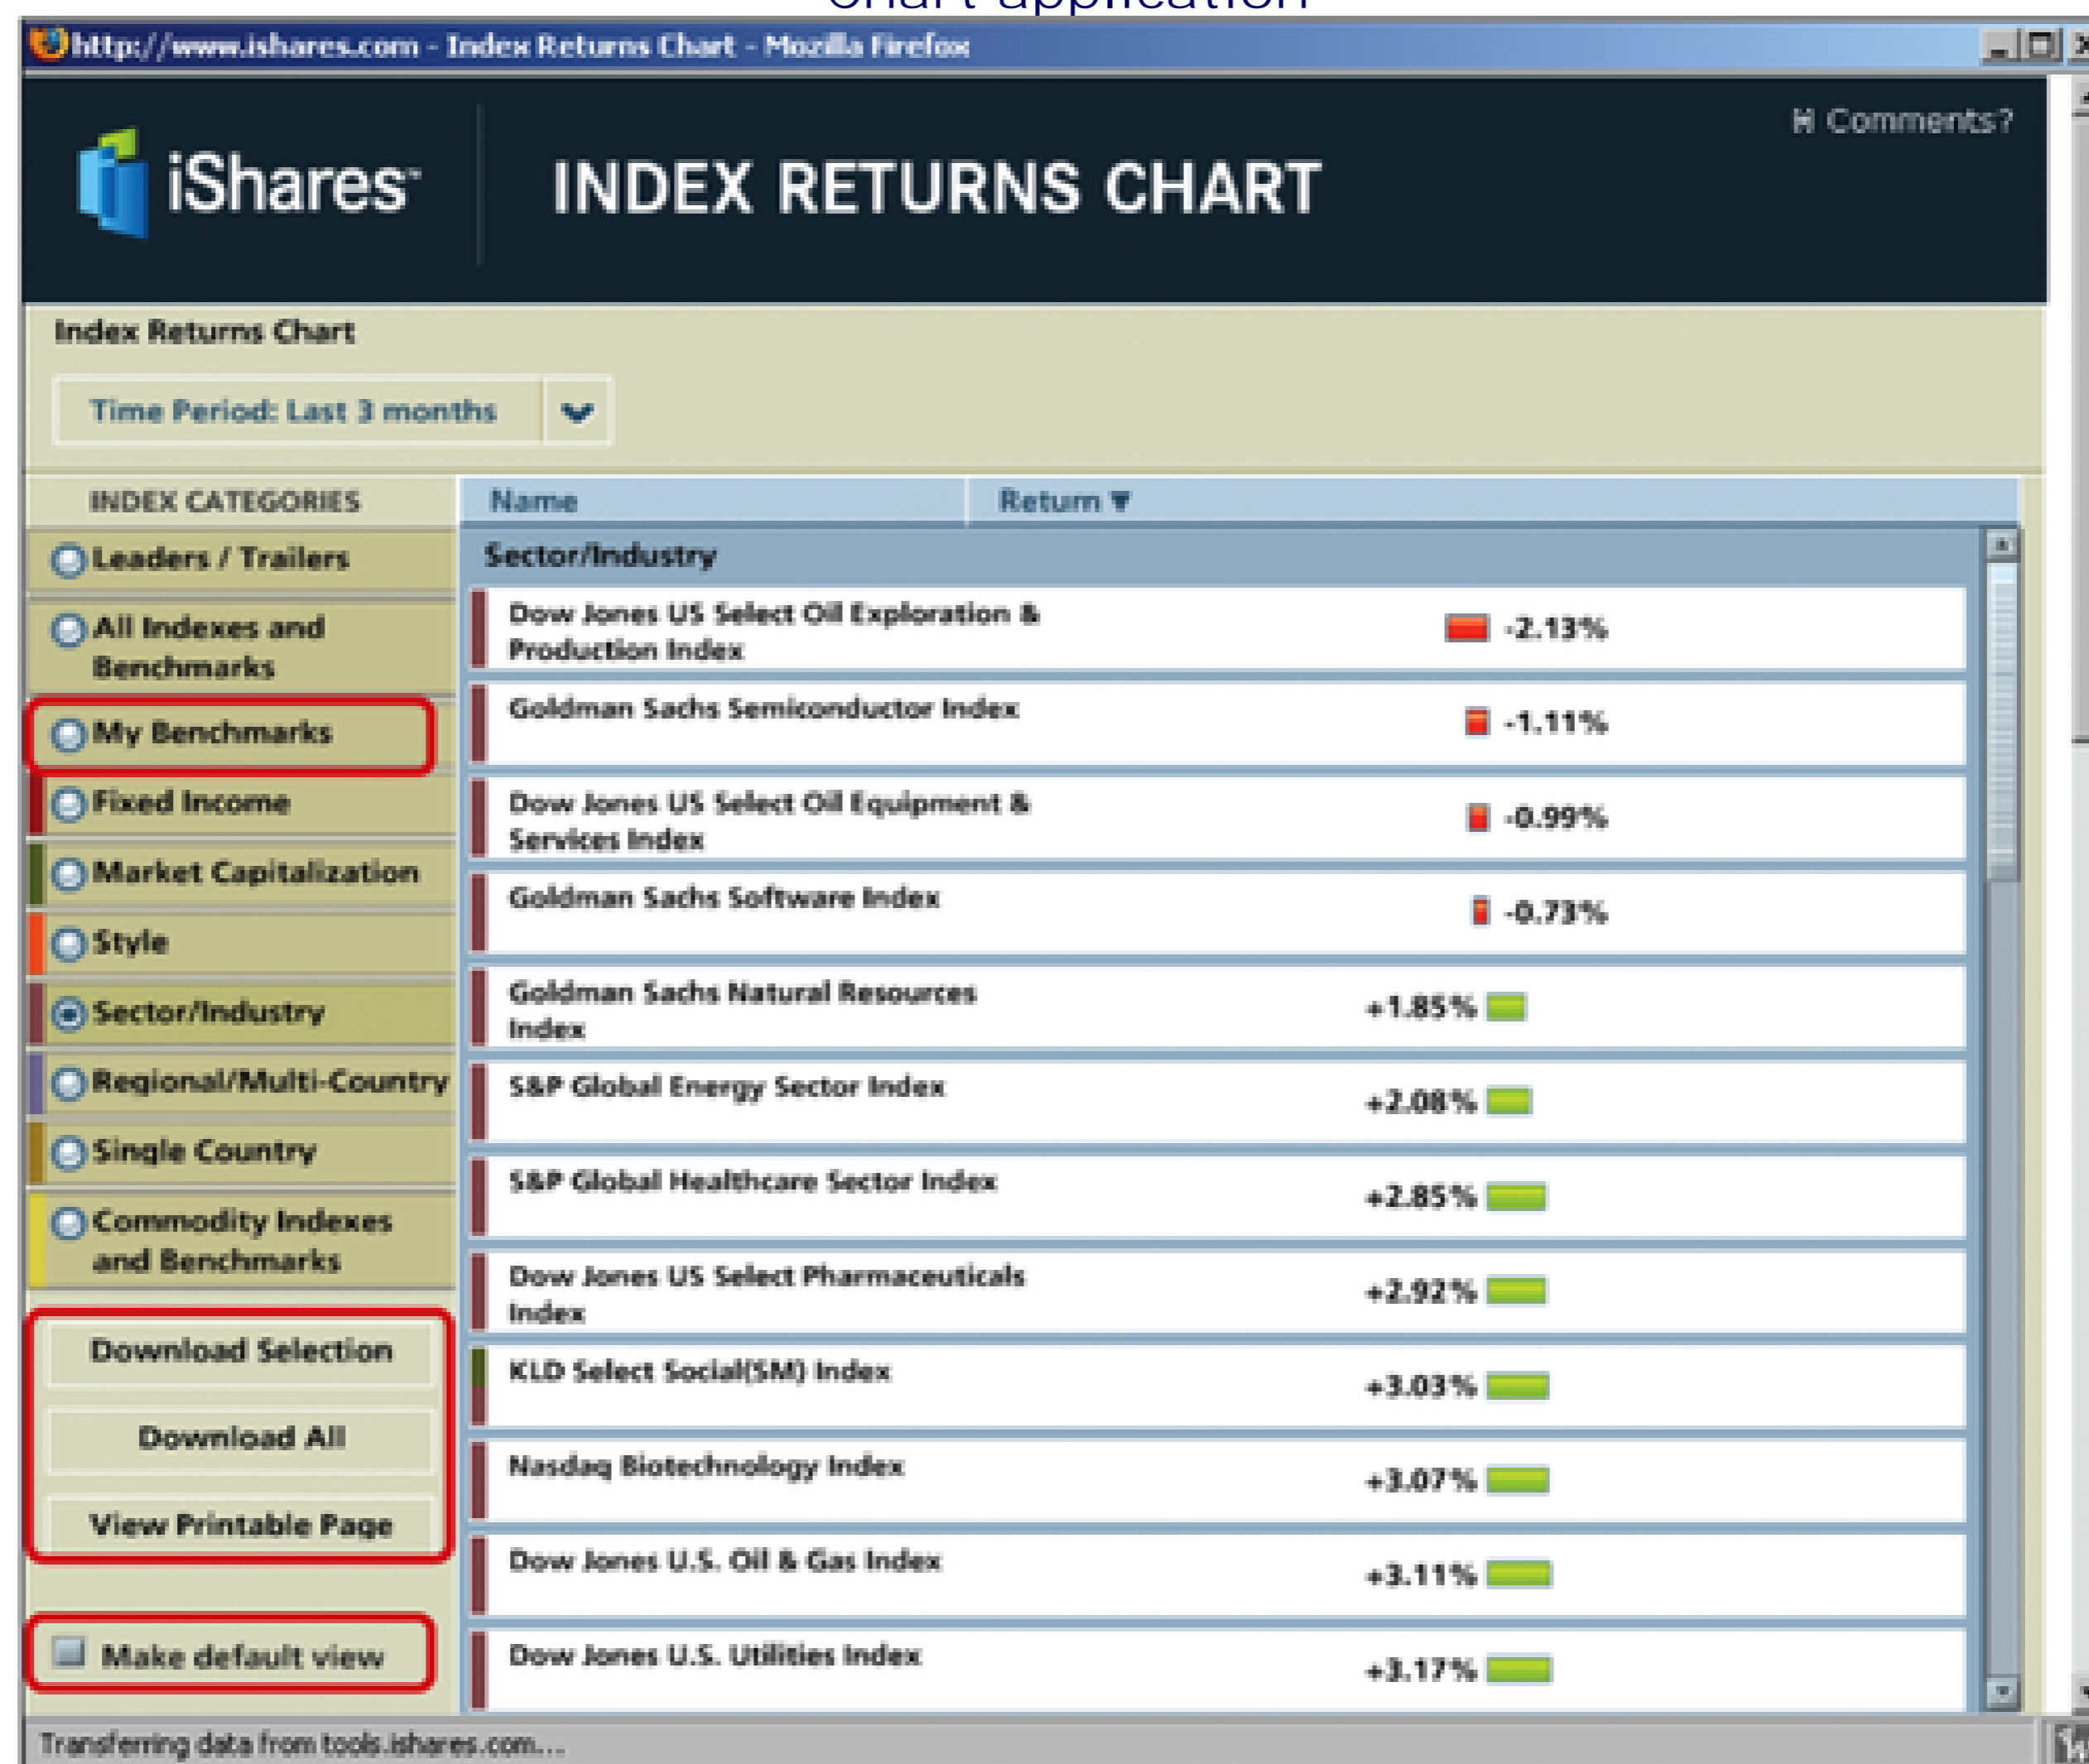 chart application
http://www.ishares.com - Index Returns Chart - Mozilla Firefox
Comments?
iShares
INDEX RETURNS CHART
Index Returns Chart
Time Period: Last 3 months
INDEX CATEGORIES
Name
Return ▼
Leaders / Trailers
All Indexes and
Benchmarks
My Benchmarks
Fixed Income
Market Capitalization
Style
Sector/Industry
Regional/Multi-Country
Single Country
Commodity Indexes
and Benchmarks
Download Selection
Download All
View Printable Page
Make default view
Sector/Industry
Dow Jones US Select Oil Exploration &
Production Index
-2.13%
Goldman Sachs Semiconductor Index
-1.11%
Dow Jones US Select Oil Equipment &
Services Index
-0.99%
Goldman Sachs Software Index
-0.73%
Goldman Sachs Natural Resources
Index
+1.85%
S&P Global Energy Sector Index
+2.08%
S&P Global Healthcare Sector Index
+2.85%
Dow Jones US Select Pharmaceuticals
Index
+2.92%
KLD Select Social(SM) Index
+3.03%
Nasdaq Biotechnology Index
+3.07%
Dow Jones U.S. Oil & Gas Index
+3.11%
Dow Jones U.S. Utilities Index
+3.17%
Transferring data from tools.ishares.com...